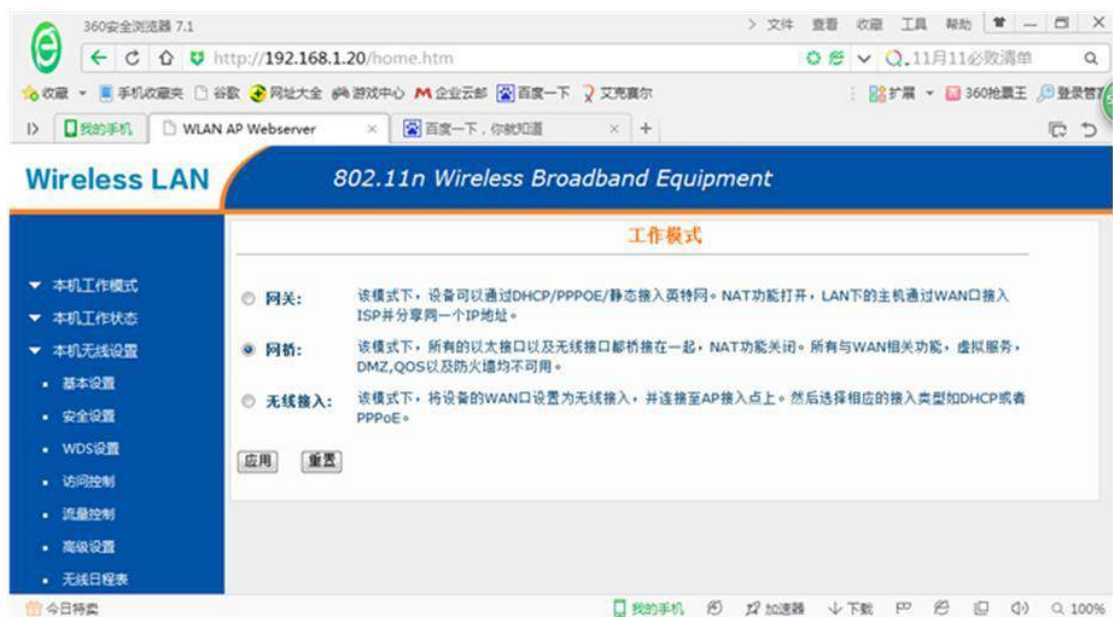 360安全浏览器 7.1
文件 查看 收藏 工具 帮助
http://192.168.1.20/home.htm
11月11必败清单
收藏 手机收藏夹 谷歌 网址大全 游戏中心 企业云邮 百度一下 艾克赛尔 扩展 360抢票王 登录管
我的手机 WLAN AP Webserver × 百度一下，你就知道 × +
Wireless LAN
802.11n Wireless Broadband Equipment
工作模式
本机工作模式
本机工作状态
本机无线设置
基本设置
安全设置
WDS设置
访问控制
流量控制
高级设置
无线日程表
网关: 该模式下，设备可以通过DHCP/PPPOE/静态接入英特网。NAT功能打开，LAN下的主机通过WAN口接入
ISP并分享同一个IP地址。
网桥: 该模式下，所有的以太接口以及无线接口都桥接在一起，NAT功能关闭。所有与WAN相关功能，虚拟服务，
DMZ,QOS以及防火墙均不可用。
无线接入: 该模式下，将设备的WAN口设置为无线接入，并连接至AP接入点上。然后选择相应的接入类型如DHCP或者
PPPoE。
应用 重置
今日特卖 我的手机 加速器 下载 100%